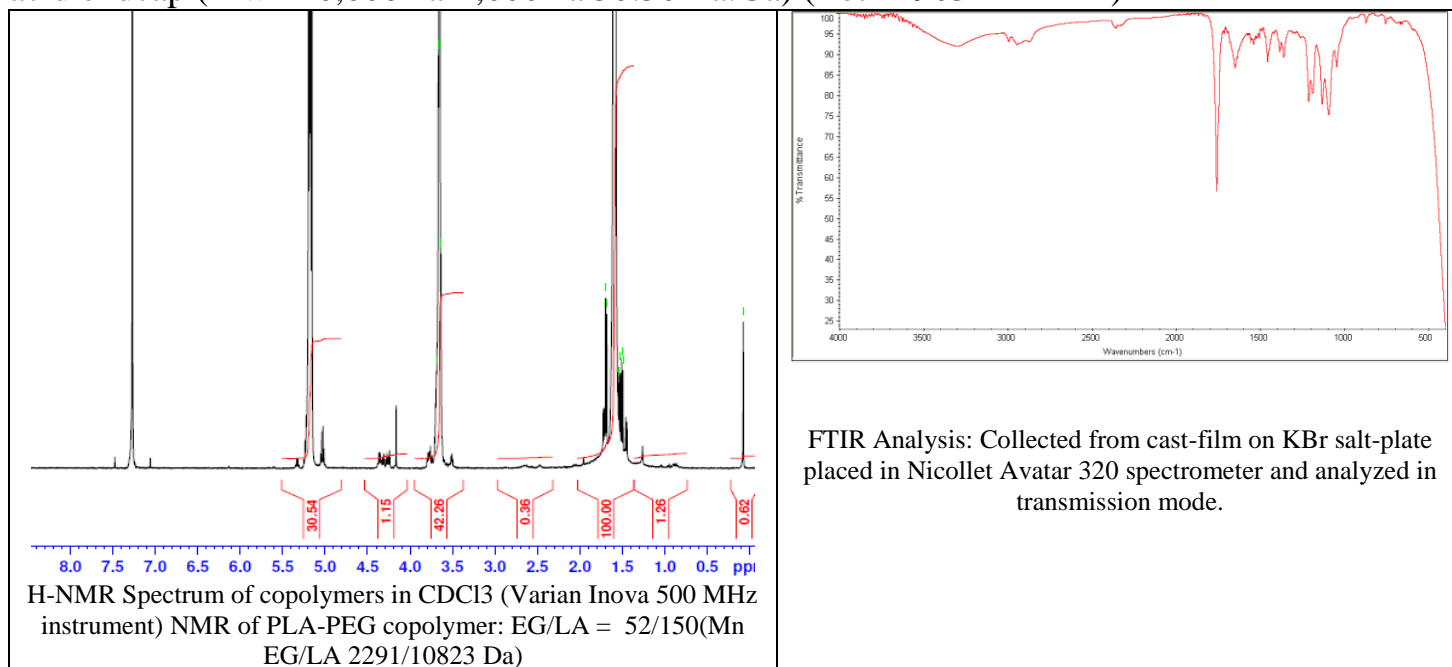 100
95
90
85
80
75
70
65
60
55
50
45
40
35
30
25
% Transmittance
4000 3500 3000 2500 2000 1500 1000 500
Wavenumbers (cm-1)
30.54 1.15 42.26 0.36 100.00 1.26 0.62
8.0 7.5 7.0 6.5 6.0 5.5 5.0 4.5 4.0 3.5 3.0 2.5 2.0 1.5 1.0 0.5
H-NMR Spectrum of copolymers in CDCl3 (Varian Inova 500 MHz
instrument) NMR of PLA-PEG copolymer: EG/LA = 52/150(Mn
EG/LA 2291/10823 Da)
FTIR Analysis: Collected from cast-film on KBr salt-plate
placed in Nicollet Avatar 320 spectrometer and analyzed in
transmission mode.